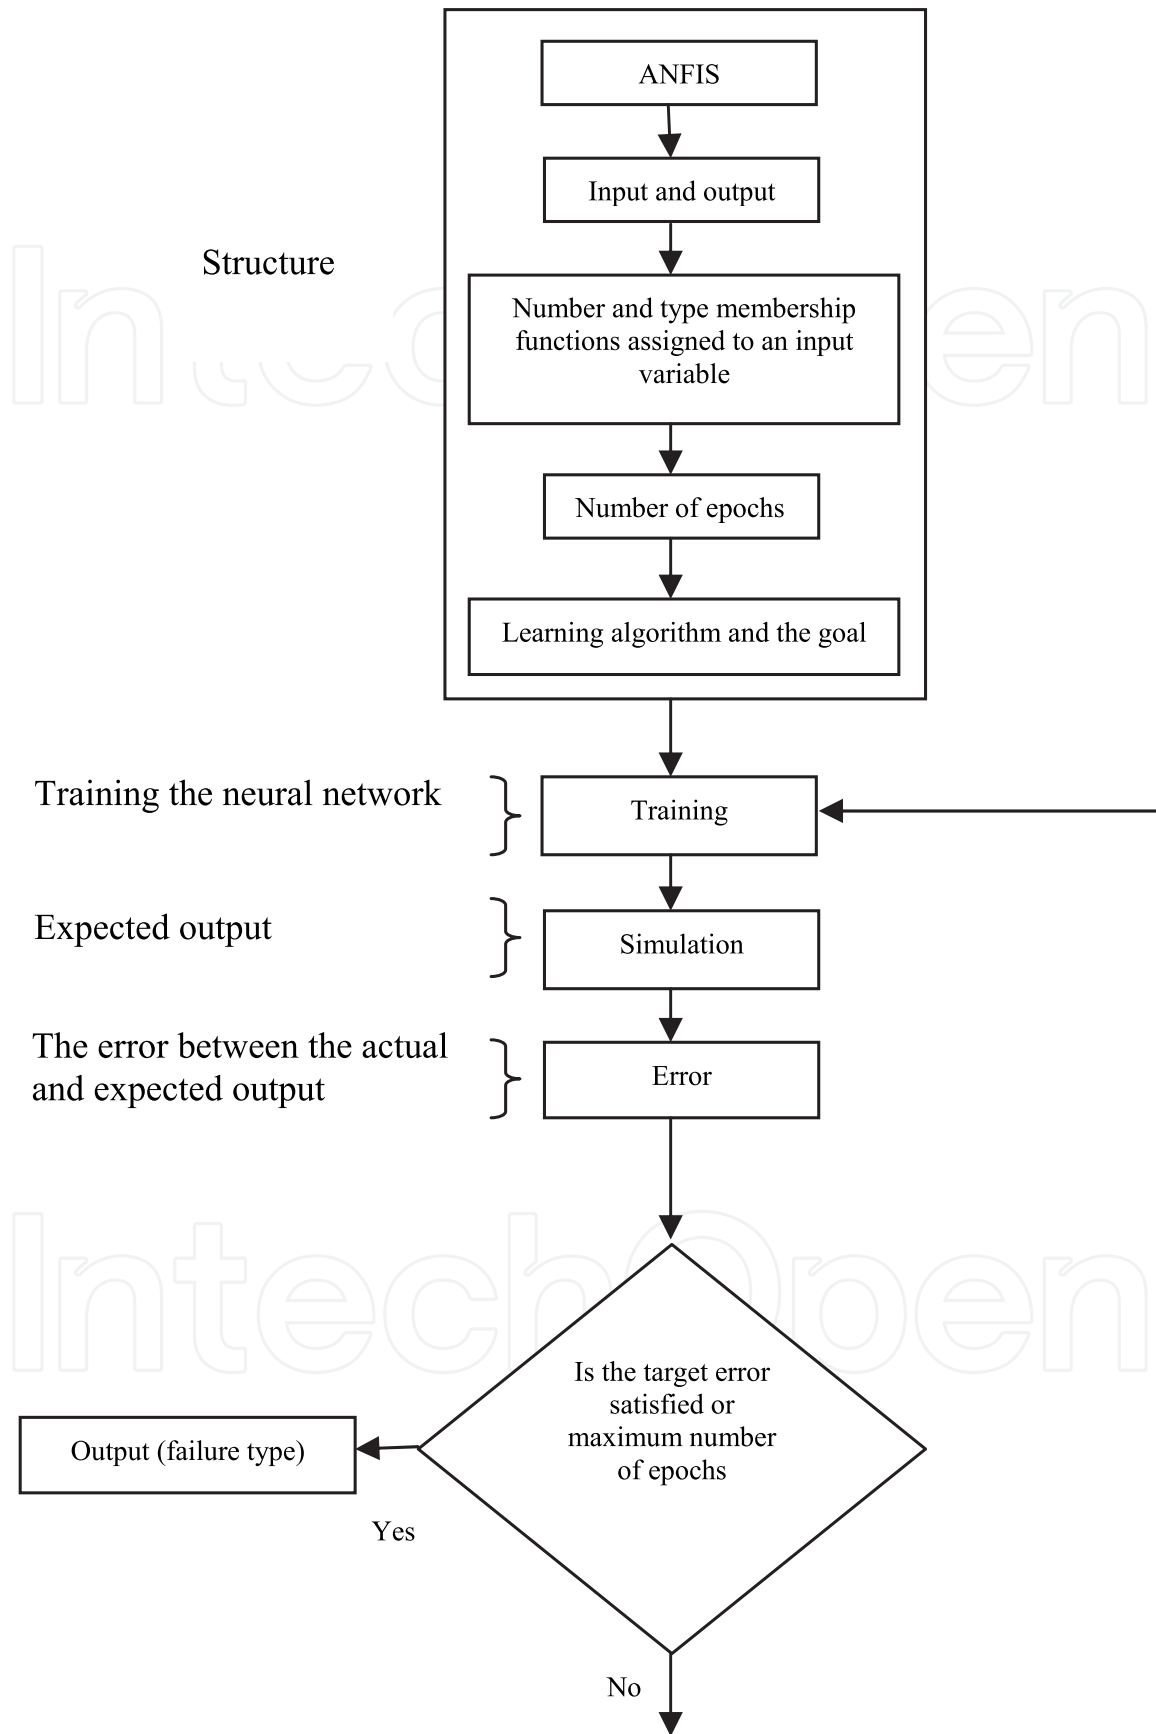 ANFIS
Input and output
Structure
Number and type membership
functions assigned to an input
variable
Number of epochs
Learning algorithm and the goal
Training the neural network
Training
Expected output
Simulation
The error between the actual
and expected output
Error
Is the target error
satisfied or
maximum number
of epochs
Output (failure type)
Yes
No
IntechOpen